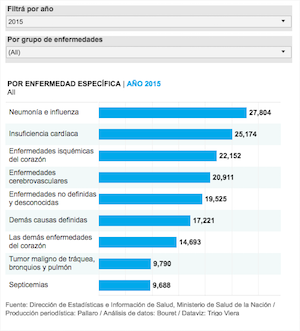 Filtrá por año
2015
Por grupo de enfermedades
(All)
POR ENFERMEDAD ESPECÍFICA | AÑO 2015
All
Neumonía e influenza
27,804
Insuficiencia cardíaca
25,174
Enfermedades isquémicas
del corazón
22,152
Enfermedades
cerebrovasculares
20,911
Enfermedades no definidas
y desconocidas
19,525
Demás causas definidas
17,221
Las demás enfermedades
del corazón
14,693
Tumor maligno de tráquea,
bronquios y pulmón
9,790
Septicemias
9,688
Fuente: Dirección de Estadísticas e Información de Salud, Ministerio de Salud de la Nación /
Producción periodística: Pallaro / Análisis de datos: Bouret / Dataviz: Trigo Viera